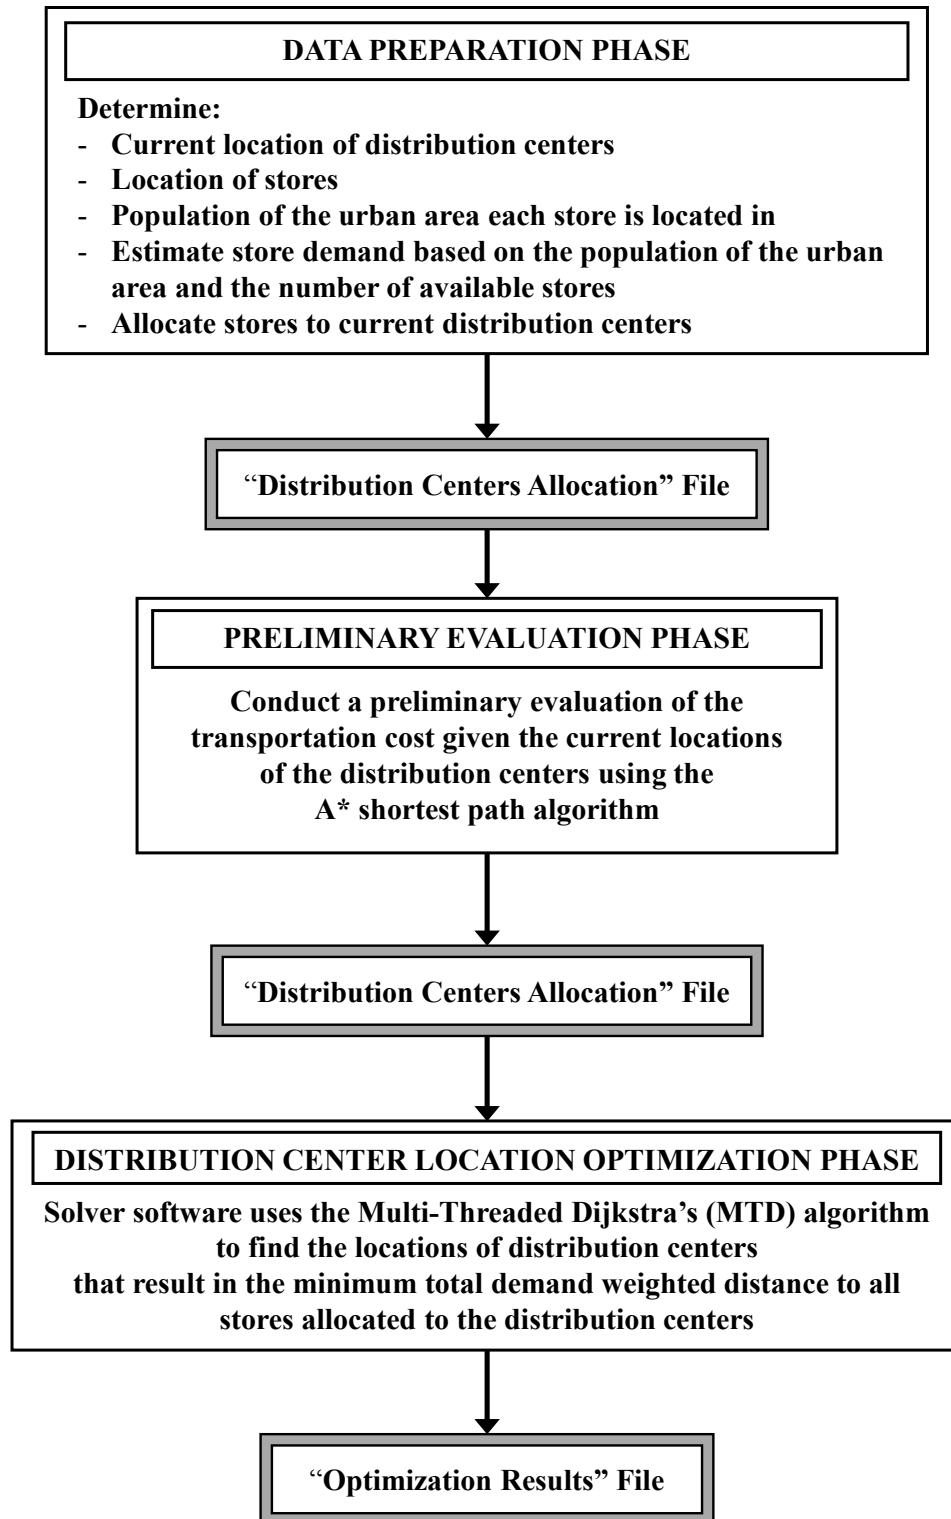 DATA PREPARATION PHASE
Determine:
- Current location of distribution centers
- Location of stores
- Population of the urban area each store is located in
- Estimate store demand based on the population of the urban
area and the number of available stores
- Allocate stores to current distribution centers
“Distribution Centers Allocation” File
PRELIMINARY EVALUATION PHASE
Conduct a preliminary evaluation of the
transportation cost given the current locations
of the distribution centers using the
A* shortest path algorithm
“Distribution Centers Allocation” File
DISTRIBUTION CENTER LOCATION OPTIMIZATION PHASE
Solver software uses the Multi-Threaded Dijkstra’s (MTD) algorithm
to find the locations of distribution centers
that result in the minimum total demand weighted distance to all
stores allocated to the distribution centers
“Optimization Results” File